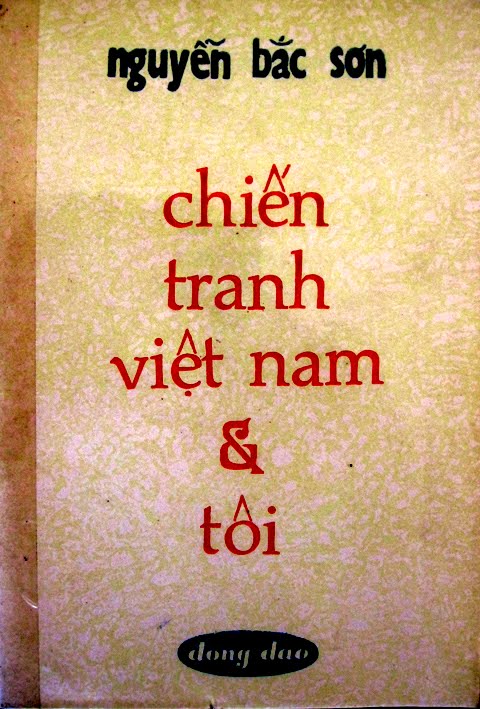 nguyễn bắc sơn
chiến
tranh
việt nam
&
tôi
dong dao